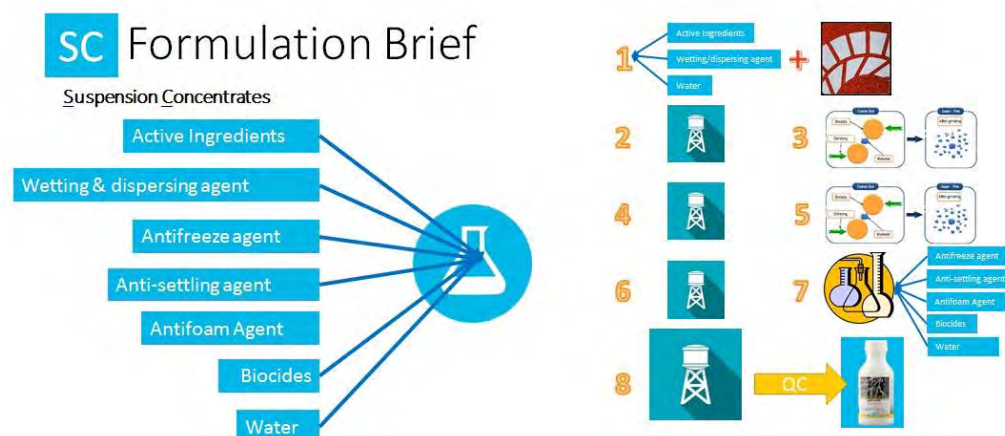 SC Formulation Brief
Suspension Concentrates
Active Ingredients
Wetting & dispersing agent
Antifreeze agent
Anti-settling agent
Antifoam Agent
Biocides
Water
1
Active Ingredients
Wetting/dispersing agent
Water
+
2
3
After grinding
4
5
After grinding
6
7
Antifreeze agent
Anti-settling agent
Antifoam Agent
Biocides
Water
8
QC